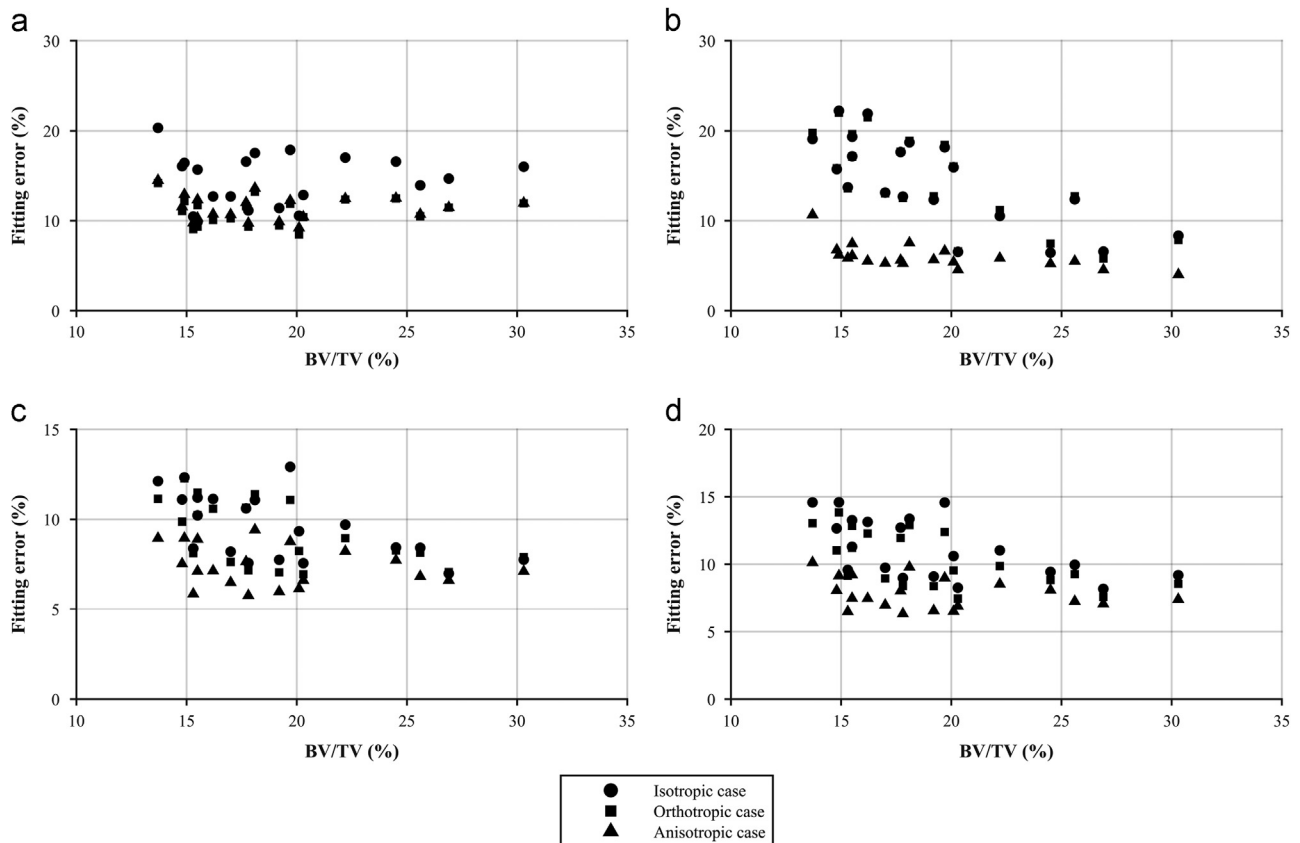 a
30
20
10
0
Fitting error (%)
10 15 20 25 30 35
BV/TV (%)
b
30
20
10
0
Fitting error (%)
10 15 20 25 30 35
BV/TV (%)
c
15
10
5
0
Fitting error (%)
10 15 20 25 30 35
BV/TV (%)
d
20
15
10
5
0
Fitting error (%)
10 15 20 25 30 35
BV/TV (%)
Isotropic case
Orthotropic case
Anisotropic case